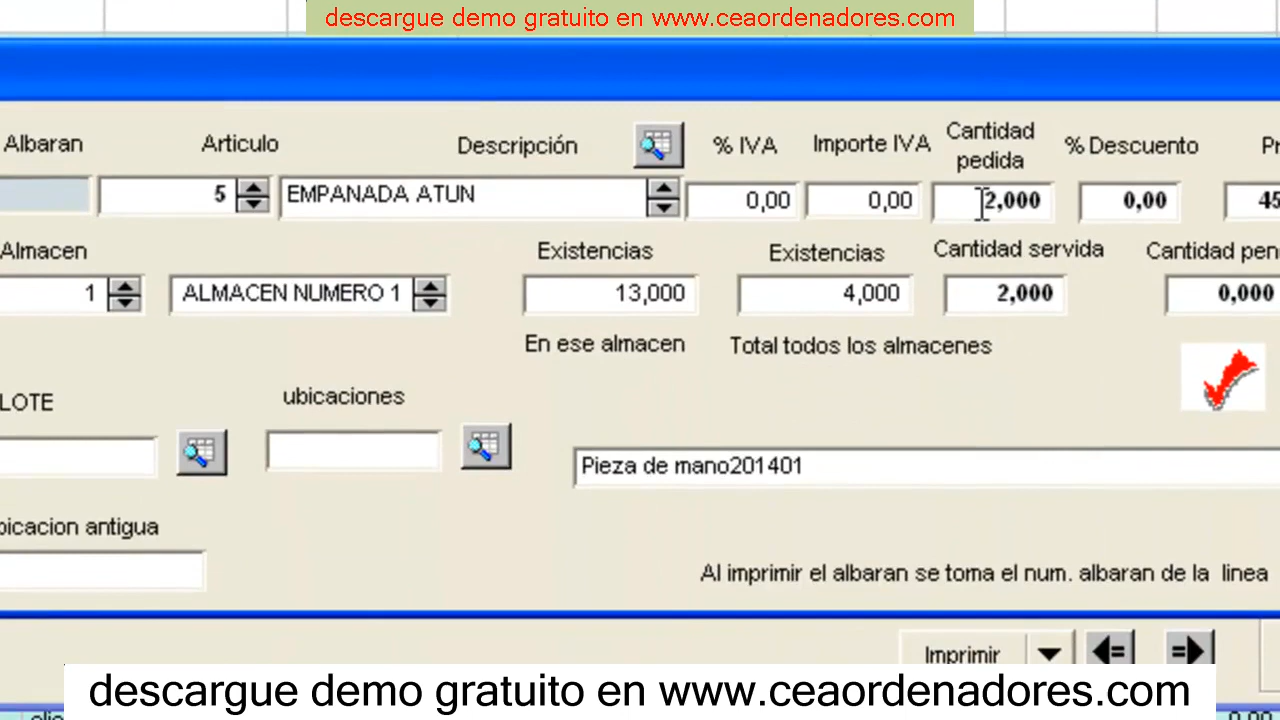 descargue demo gratuito en www.ceaordenadores.com
Albaran Articulo Descripción % IVA Importe IVA Cantidad pedida % Descuento
5 EMPANADA ATUN 0,00 0,00 2,000 0,00 45
Almacen Existencias Existencias Cantidad servida Cantidad
1 ALMACEN NUMERO 1 13,000 4,000 2,000 0,000
En ese almacen Total todos los almacenes
LOTE ubicaciones
Pieza de mano201401
antigua
Al imprimir el albaran se toma el num. albaran de la linea
Imprimir
descargue demo gratuito en www.ceaordenadores.com